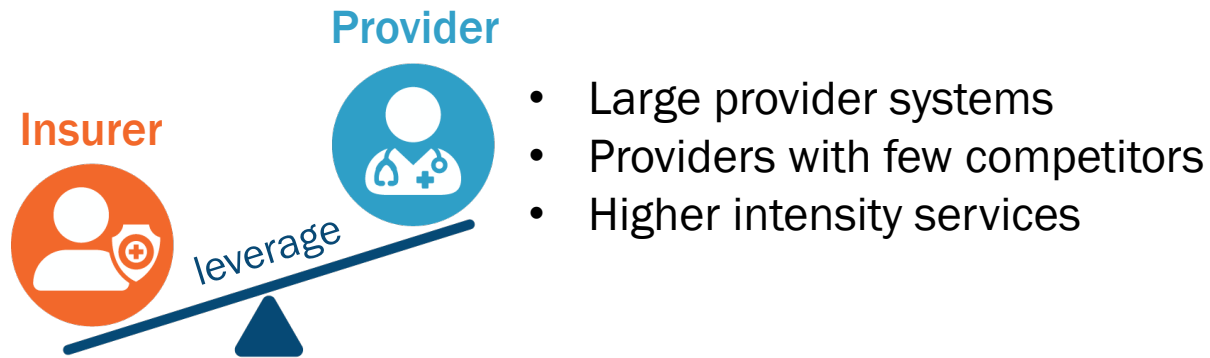 Provider
Insurer
leverage
• Large provider systems
• Providers with few competitors
• Higher intensity services